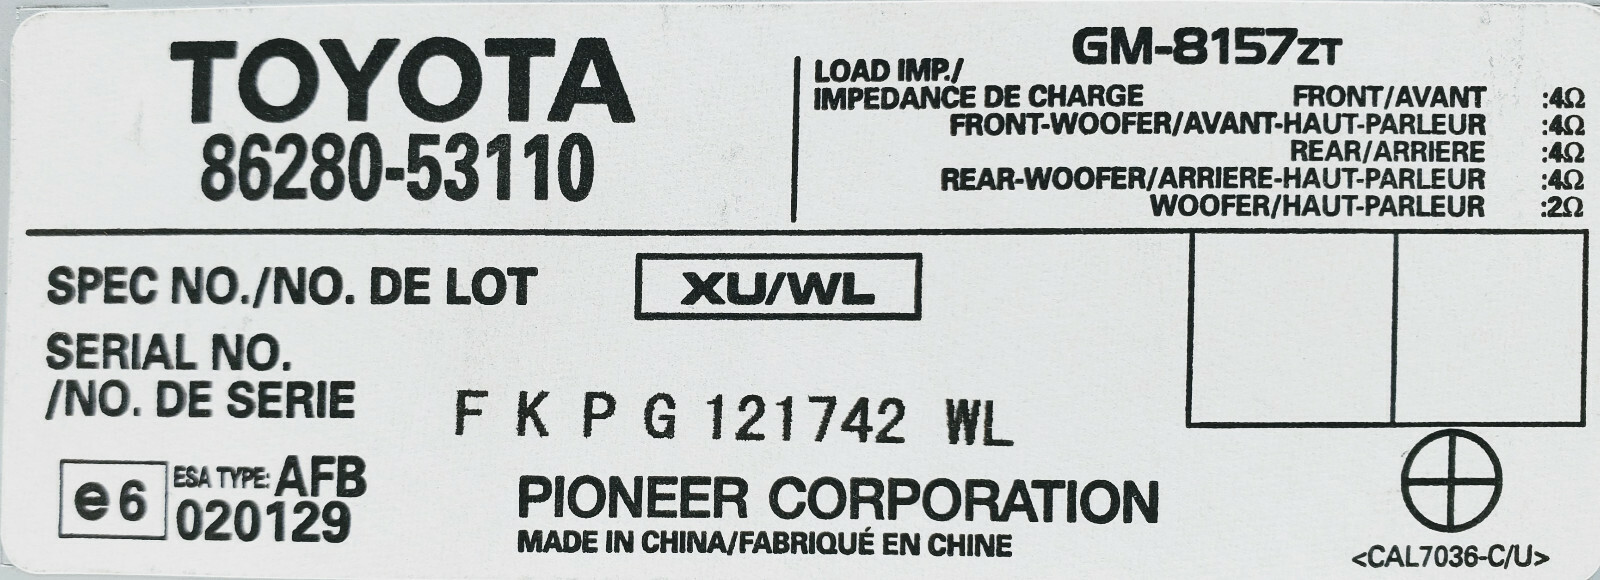 TOYOTA
86280-53110
GM-8157ZT
LOAD IMP./
IMPEDANCE DE CHARGE FRONT/AVANT :4Ω
FRONT-WOOFER/AVANT-HAUT-PARLEUR :4Ω
REAR/ARRIERE :4Ω
REAR-WOOFER/ARRIERE-HAUT-PARLEUR :4Ω
WOOFER/HAUT-PARLEUR :2Ω
SPEC NO./NO. DE LOT XU/WL
SERIAL NO.
/NO. DE SERIE
F K P G 121742 WL
e6 ESA TYPE: AFB
020129
PIONEER CORPORATION
MADE IN CHINA/FABRIQUÉ EN CHINE
<CAL7036-C/U>